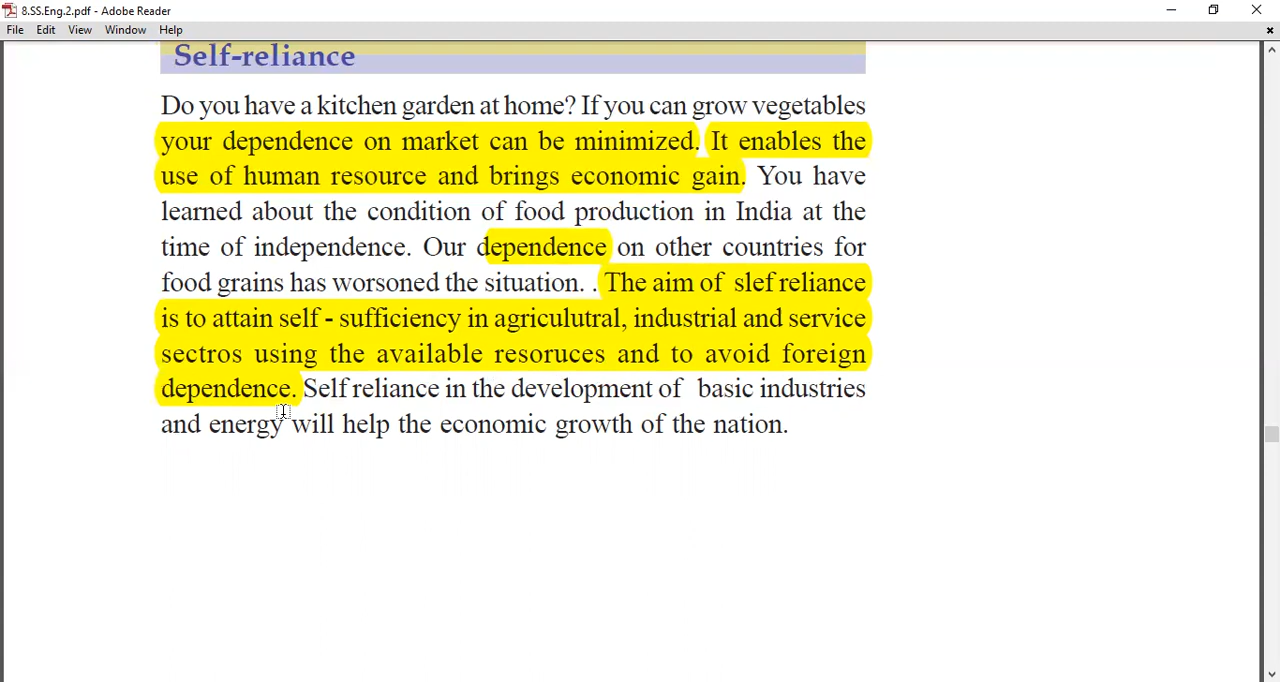 8.SS.Eng.2.pdf - Adobe Reader
File Edit View Window Help
Self-reliance
Do you have a kitchen garden at home? If you can grow vegetables
your dependence on market can be minimized. It enables the
use of human resource and brings economic gain. You have
learned about the condition of food production in India at the
time of independence. Our dependence on other countries for
food grains has worsoned the situation. . The aim of slef reliance
is to attain self - sufficiency in agriculutral, industrial and service
sectros using the available resoruces and to avoid foreign
dependence. Self reliance in the development of basic industries
and energy will help the economic growth of the nation.